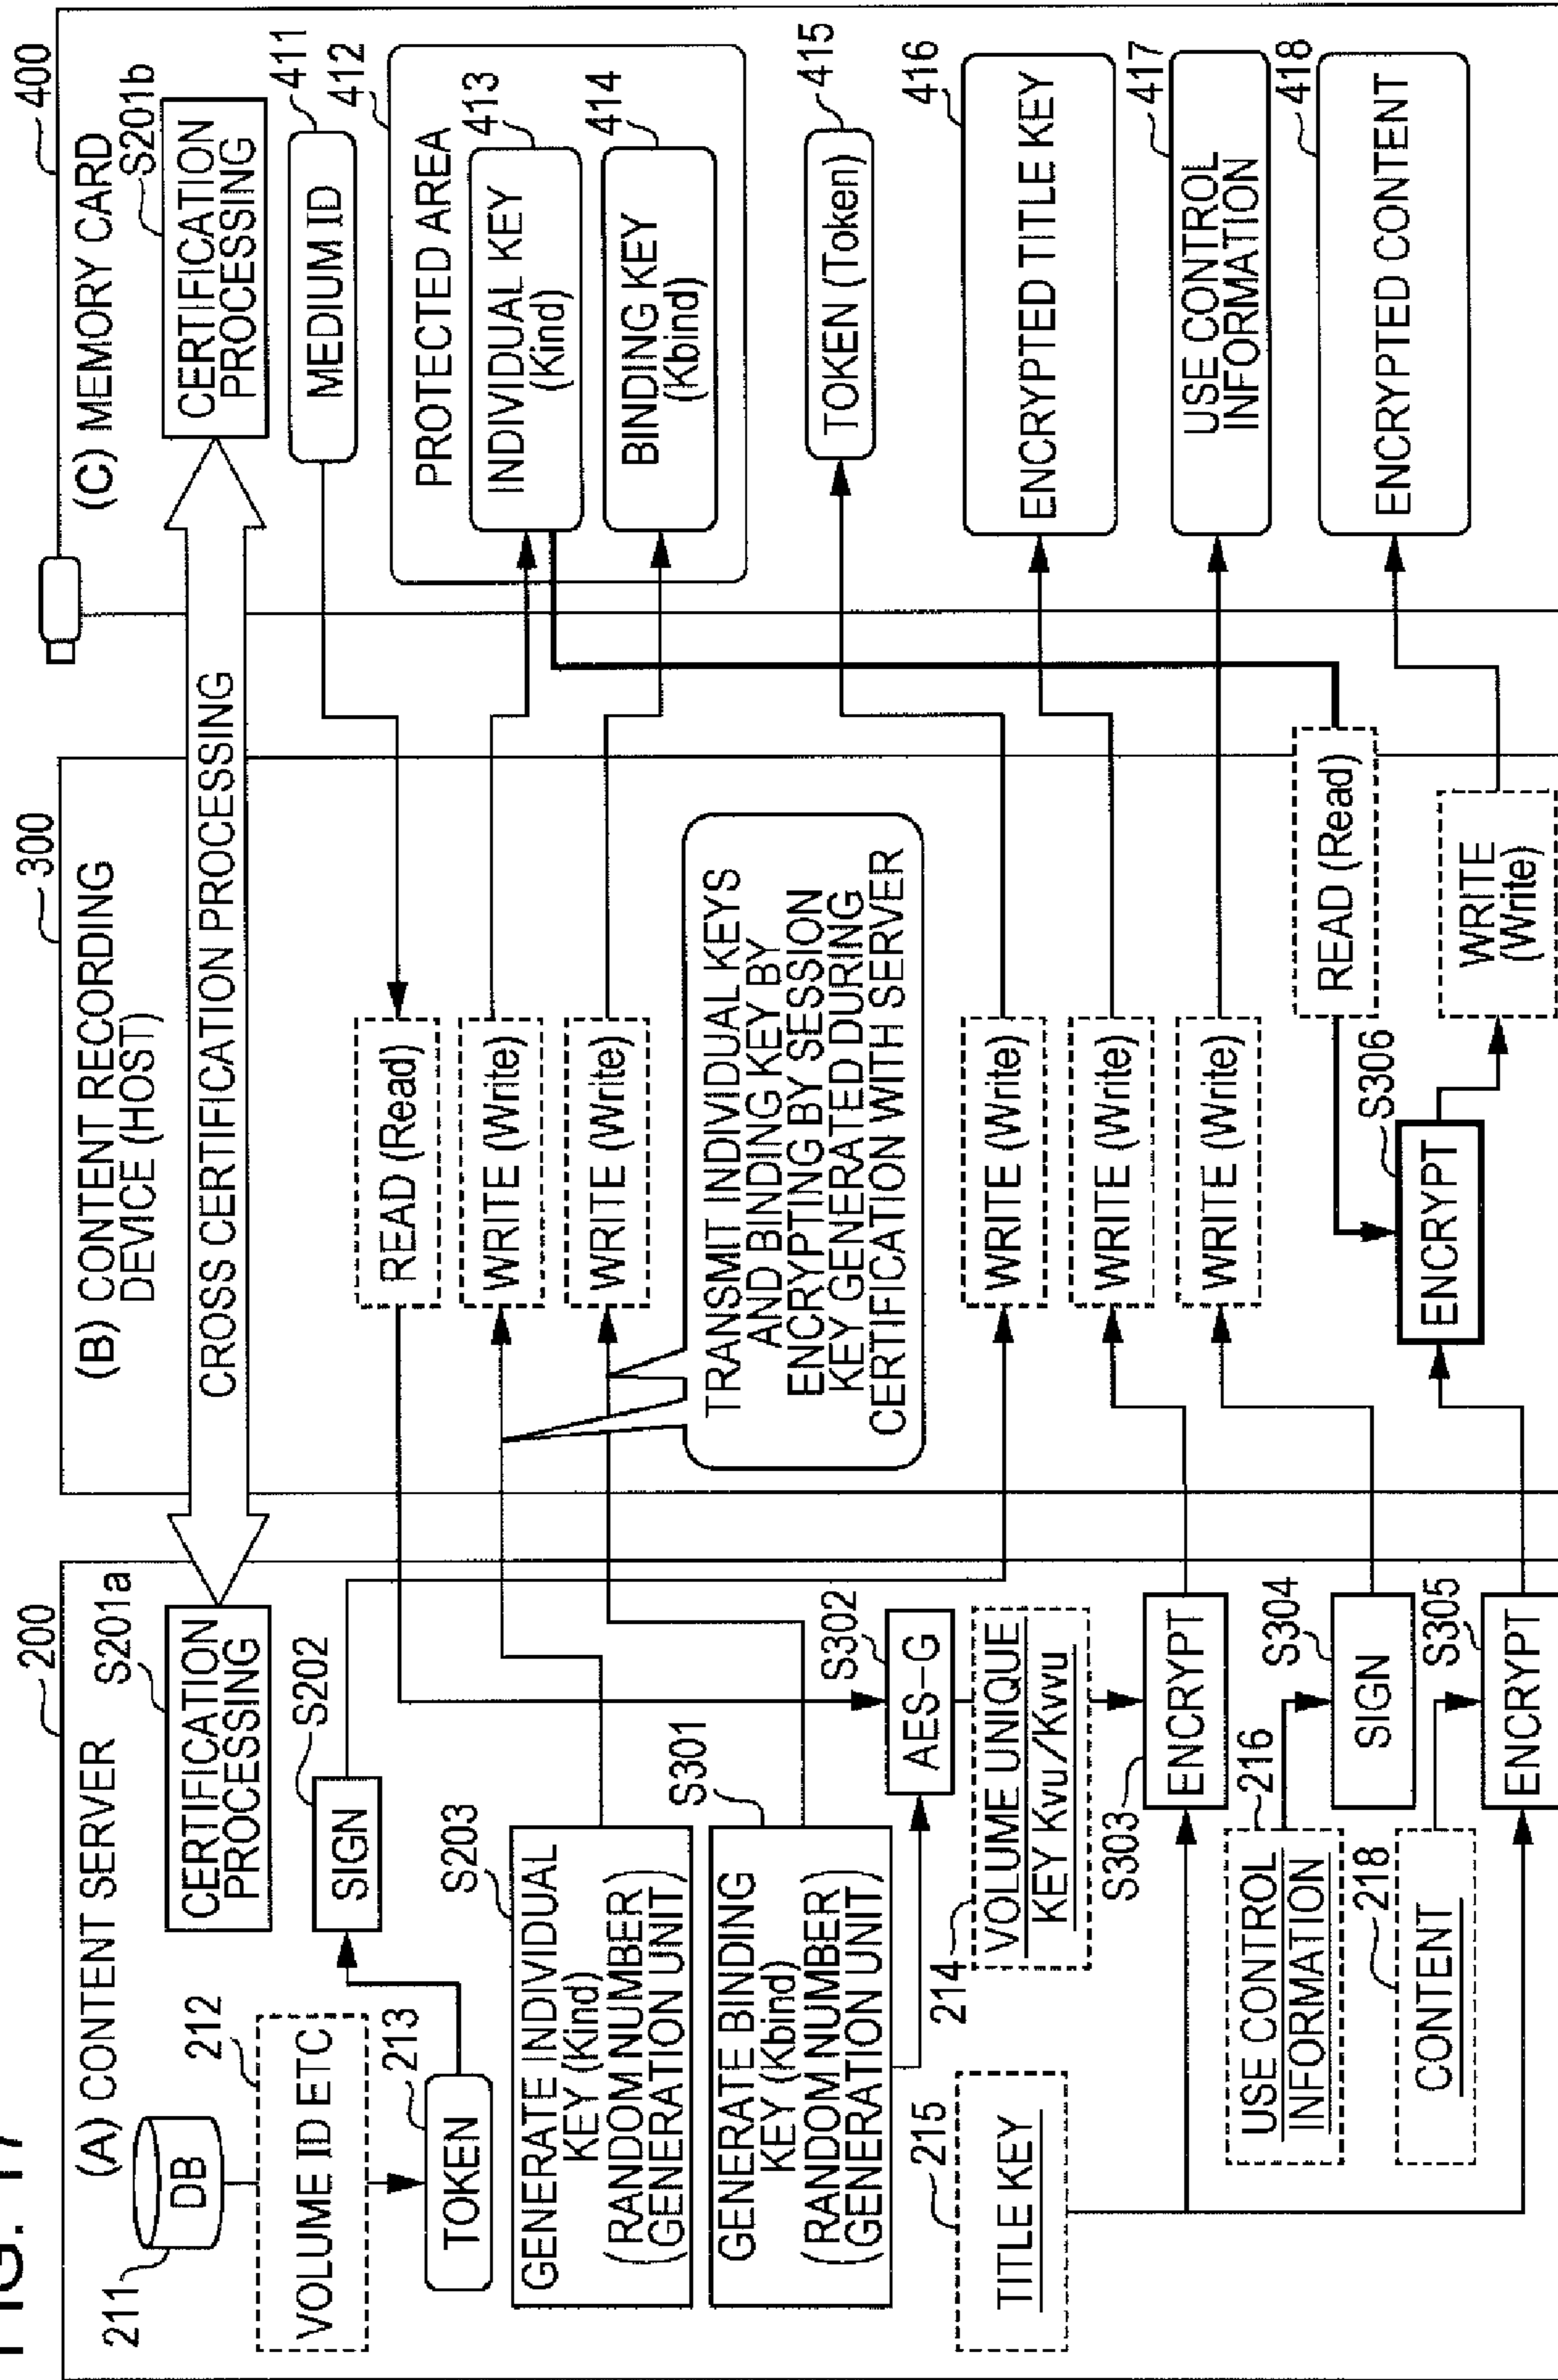 FIG. 17
(A) CONTENT SERVER
200
211
DB
212
VOLUME ID ETC
213
TOKEN
S201a
CERTIFICATION
PROCESSING
S202
SIGN
S203
GENERATE INDIVIDUAL
KEY (Kind)
(RANDOM NUMBER
GENERATION UNIT)
S301
GENERATE BINDING
KEY (Kbind)
(RANDOM NUMBER
GENERATION UNIT)
S302
AES-G
214
VOLUME UNIQUE
KEY Kvu/Kvvu
215
TITLE KEY
S303
ENCRYPT
216
USE CONTROL
INFORMATION
S304
SIGN
218
CONTENT
S305
ENCRYPT
(B) CONTENT RECORDING
DEVICE (HOST)
300
CROSS CERTIFICATION PROCESSING
READ (Read)
WRITE (Write)
WRITE (Write)
TRANSMIT INDIVIDUAL KEYS
AND BINDING KEY BY
ENCRYPTING BY SESSION
KEY GENERATED DURING
CERTIFICATION WITH SERVER
WRITE (Write)
WRITE (Write)
WRITE (Write)
READ (Read)
S306
ENCRYPT
WRITE
(Write)
(C) MEMORY CARD
400
S201b
CERTIFICATION
PROCESSING
411
MEDIUM ID
412
PROTECTED AREA
413
INDIVIDUAL KEY
(Kind)
414
BINDING KEY
(Kbind)
415
TOKEN (Token)
416
ENCRYPTED TITLE KEY
417
USE CONTROL
INFORMATION
418
ENCRYPTED CONTENT